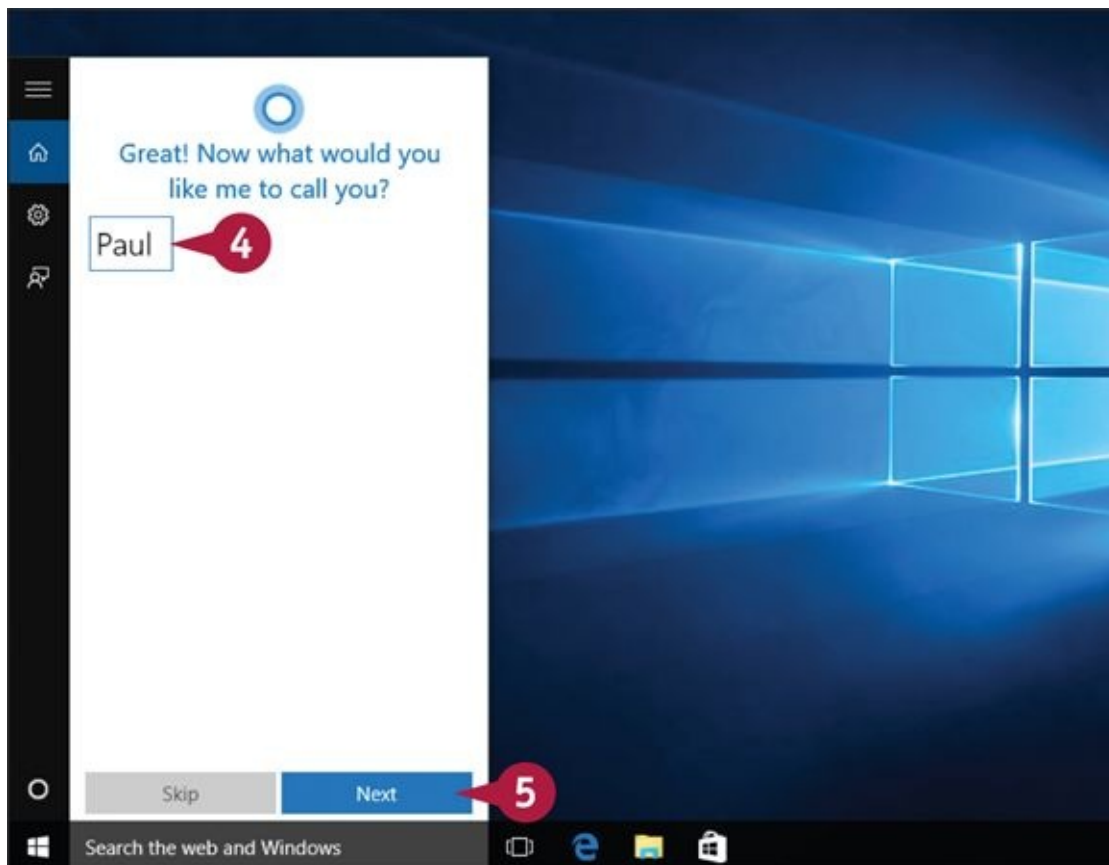 Great! Now what would you
like me to call you?
Paul
4
Skip
Next
5
Search the web and Windows